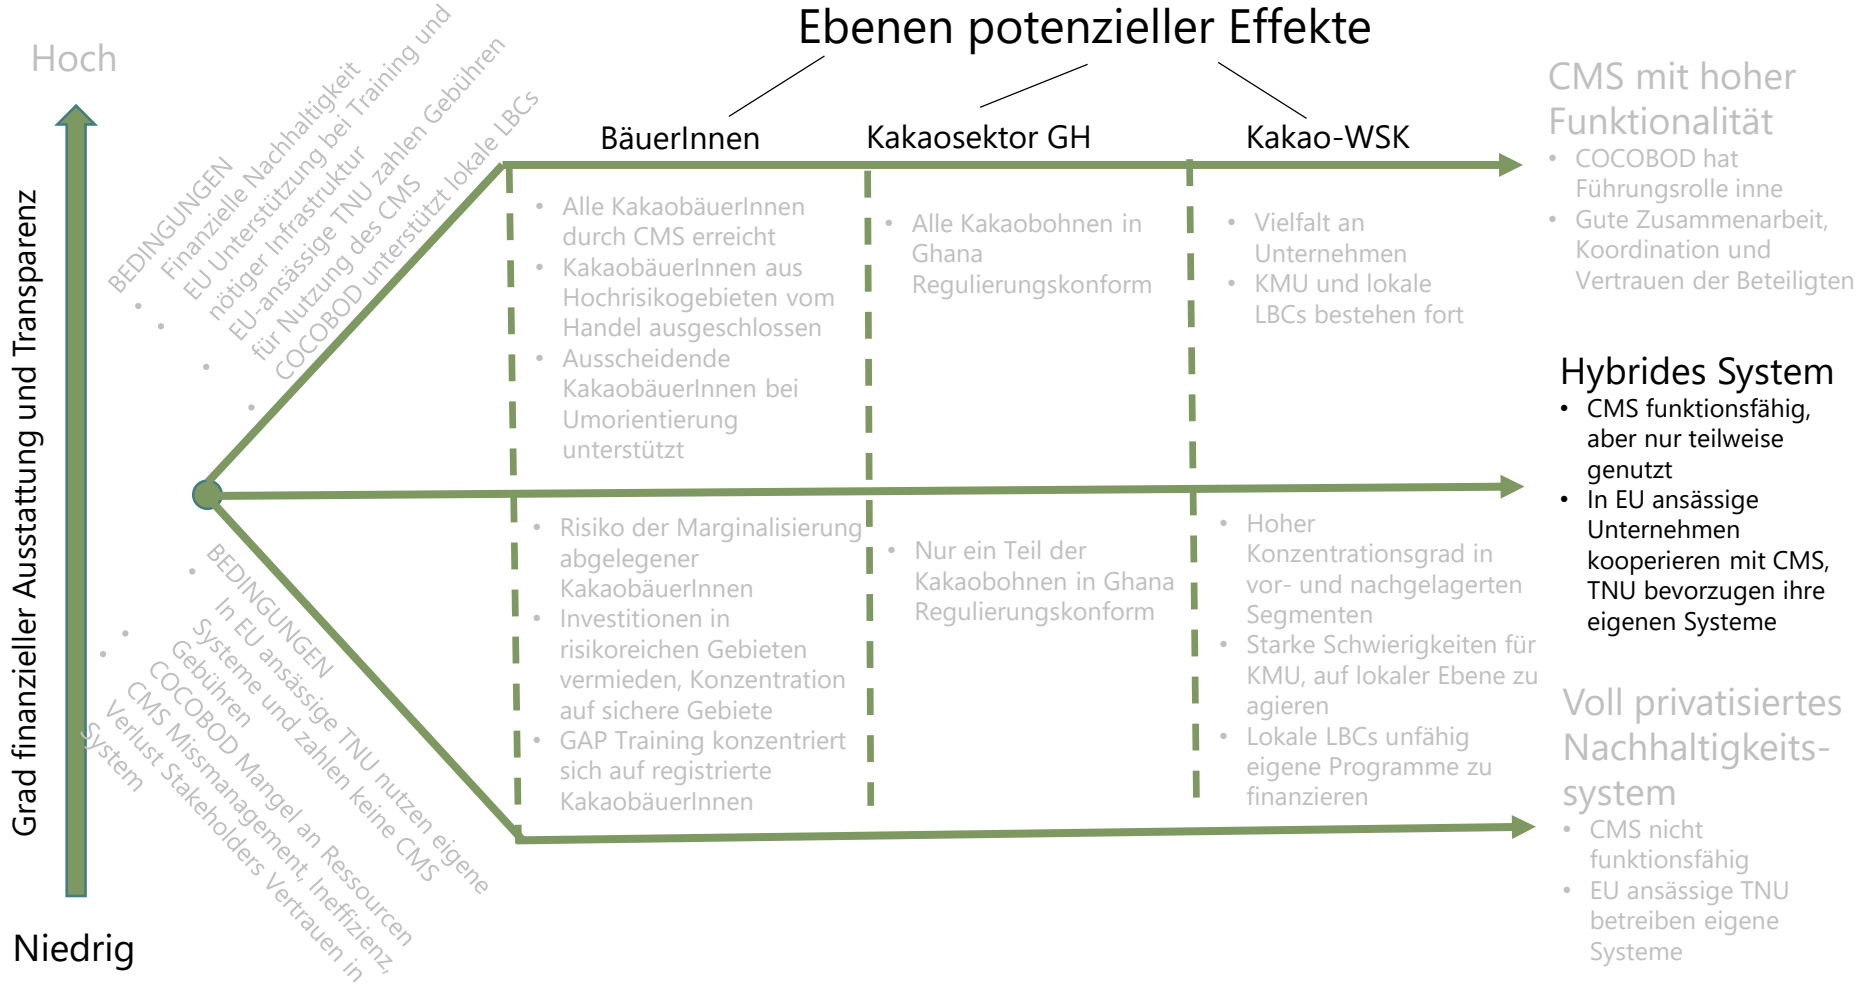 Ebenen potenzieller Effekte
Hoch
Grad finanzieller Ausstattung und Transparenz
Niedrig
BEDINGUNGEN
• Finanzielle Nachhaltigkeit
• EU Unterstützung bei Training und
nötiger Infrastruktur
• EU-ansässige TNU zahlen Gebühren
für Nutzung des CMS
• COCOBOD unterstützt lokale LBCs
BEDINGUNGEN
• In EU ansässige TNU nutzen eigene
Systeme und zahlen keine CMS
Gebühren
• COCOBOD Mangel an Ressourcen
• CMS Missmanagement, Ineffizienz,
Verlust Stakeholders Vertrauen in
System
BäuerInnen
• Alle KakaobäuerInnen
durch CMS erreicht
• KakaobäuerInnen aus
Hochrisikogebieten vom
Handel ausgeschlossen
• Ausscheidende
KakaobäuerInnen bei
Umorientierung
unterstützt
Kakaosektor GH
• Alle Kakaobohnen in
Ghana
Regulierungskonform
Kakao-WSK
• Vielfalt an
Unternehmen
• KMU und lokale
LBCs bestehen fort
• Risiko der Marginalisierung
abgelegener
KakaobäuerInnen
• Investitionen in
risikoreichen Gebieten
vermieden, Konzentration
auf sichere Gebiete
• GAP Training konzentriert
sich auf registrierte
KakaobäuerInnen
• Nur ein Teil der
Kakaobohnen in Ghana
Regulierungskonform
• Hoher
Konzentrationsgrad in
vor- und nachgelagerten
Segmenten
• Starke Schwierigkeiten für
KMU, auf lokaler Ebene zu
agieren
• Lokale LBCs unfähig
eigene Programme zu
finanzieren
CMS mit hoher
Funktionalität
• COCOBOD hat
Führungsrolle inne
• Gute Zusammenarbeit,
Koordination und
Vertrauen der Beteiligten
Hybrides System
• CMS funktionsfähig,
aber nur teilweise
genutzt
• In EU ansässige
Unternehmen
kooperieren mit CMS,
TNU bevorzugen ihre
eigenen Systeme
Voll privatisiertes
Nachhaltigkeits-
system
• CMS nicht
funktionsfähig
• EU ansässige TNU
betreiben eigene
Systeme